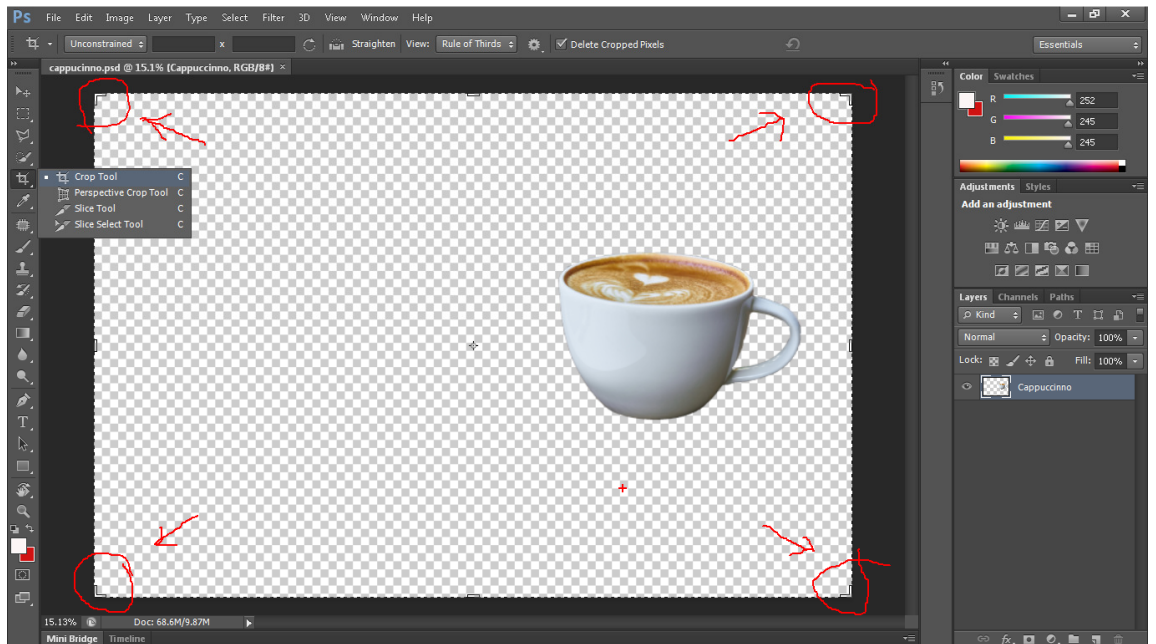 Ps File Edit Image Layer Type Select Filter 3D View Window Help
Unconstrained x Straighten View: Rule of Thirds Delete Cropped Pixels Essentials
cappucinno.psd @ 15.1% (Cappuccinno, RGB/8#) ×
Color Swatches
R 252
G 245
B 245
Crop Tool C
Perspective Crop Tool C
Slice Tool C
Slice Select Tool C
Adjustments Styles
Add an adjustment
Layers Channels Paths
Kind
Normal Opacity: 100%
Lock: Fill: 100%
Cappuccinno
15.13% Doc: 68.6M/9.87M
Mini Bridge Timeline